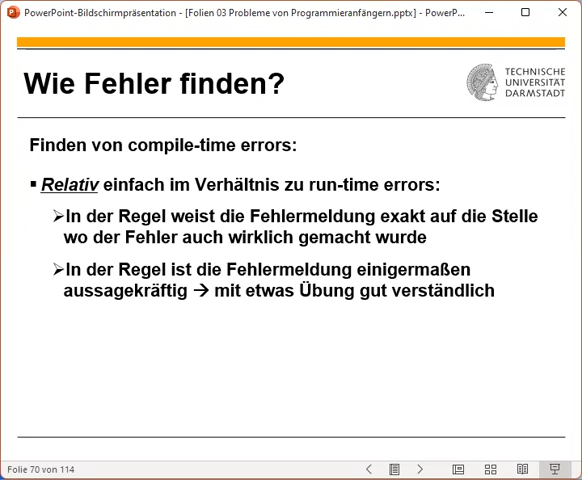 PowerPoint-Bildschirmpräsentation - [Folien 03 Probleme von Programmieranfängern.pptx] - PowerP...
Wie Fehler finden?
TECHNISCHE
UNIVERSITÄT
DARMSTADT
Finden von compile-time errors:
▪ Relativ einfach im Verhältnis zu run-time errors:
➢In der Regel weist die Fehlermeldung exakt auf die Stelle
wo der Fehler auch wirklich gemacht wurde
➢In der Regel ist die Fehlermeldung einigermaßen
aussagekräftig → mit etwas Übung gut verständlich
Folie 70 von 114